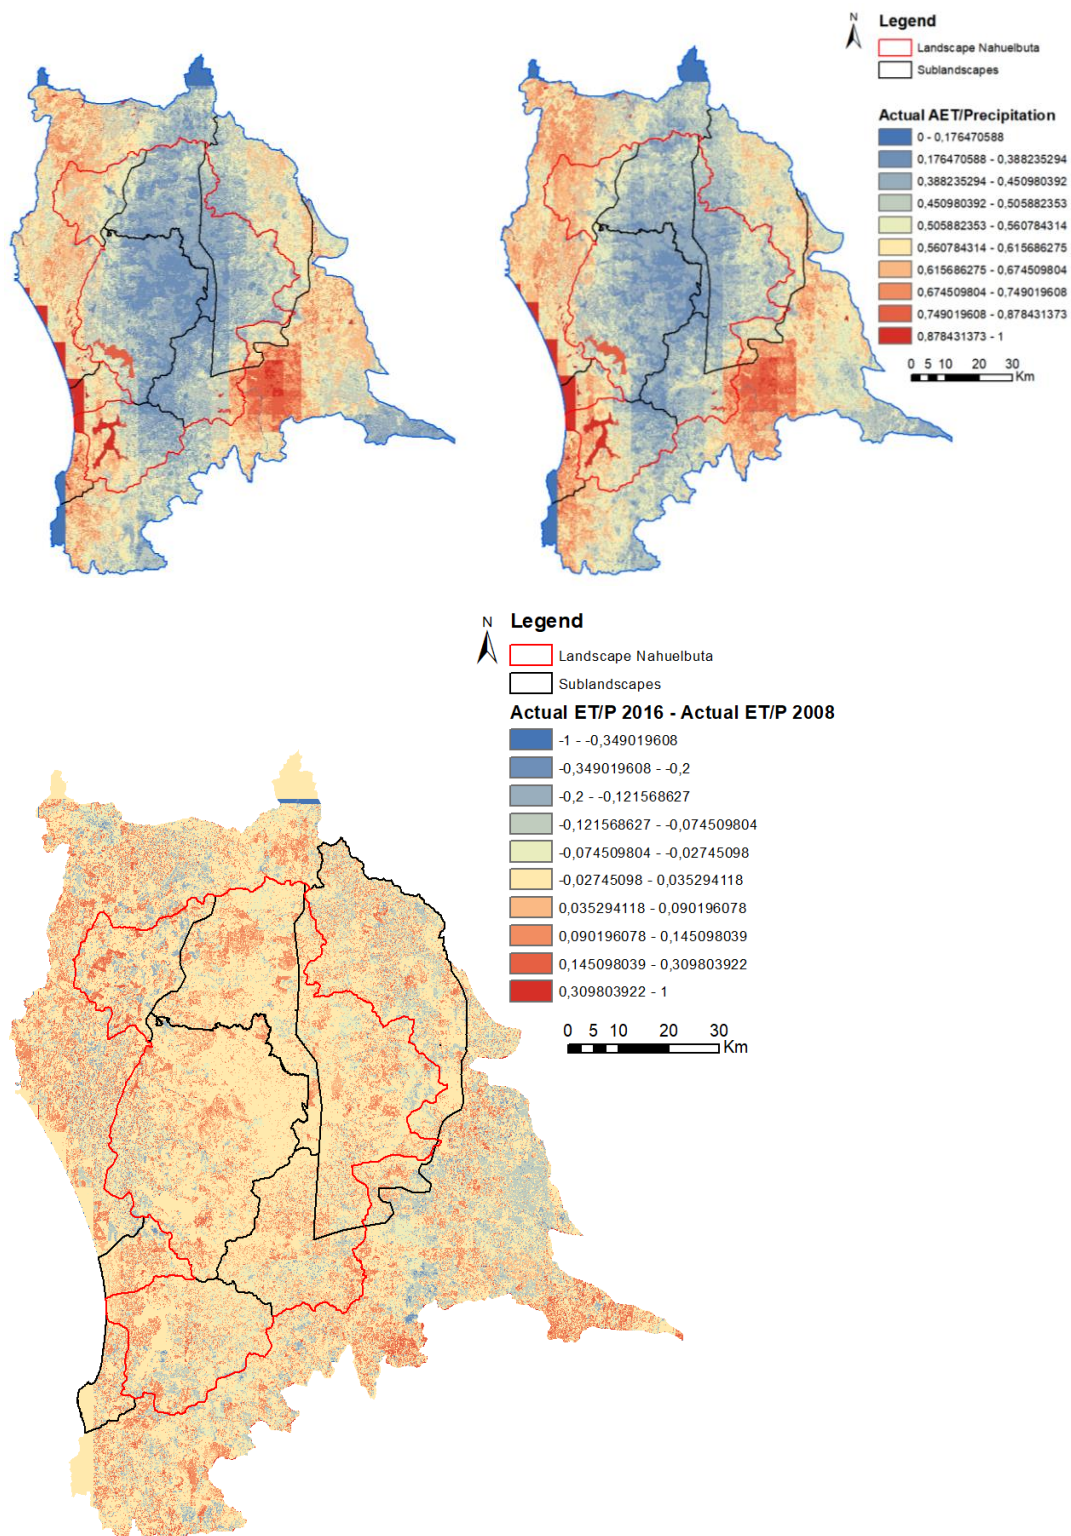 N
Legend
Landscape Nahuelbuta
Sublandscapes
Actual AET/Precipitation
0 - 0,176470588
0,176470588 - 0,388235294
0,388235294 - 0,450980392
0,450980392 - 0,505882353
0,505882353 - 0,560784314
0,560784314 - 0,615686275
0,615686275 - 0,674509804
0,674509804 - 0,749019608
0,749019608 - 0,878431373
0,878431373 - 1
0 5 10 20 30
Km
N
Legend
Landscape Nahuelbuta
Sublandscapes
Actual ET/P 2016 - Actual ET/P 2008
-1 - -0,349019608
-0,349019608 - -0,2
-0,2 - -0,121568627
-0,121568627 - -0,074509804
-0,074509804 - -0,02745098
-0,02745098 - 0,035294118
0,035294118 - 0,090196078
0,090196078 - 0,145098039
0,145098039 - 0,309803922
0,309803922 - 1
0 5 10 20 30
Km